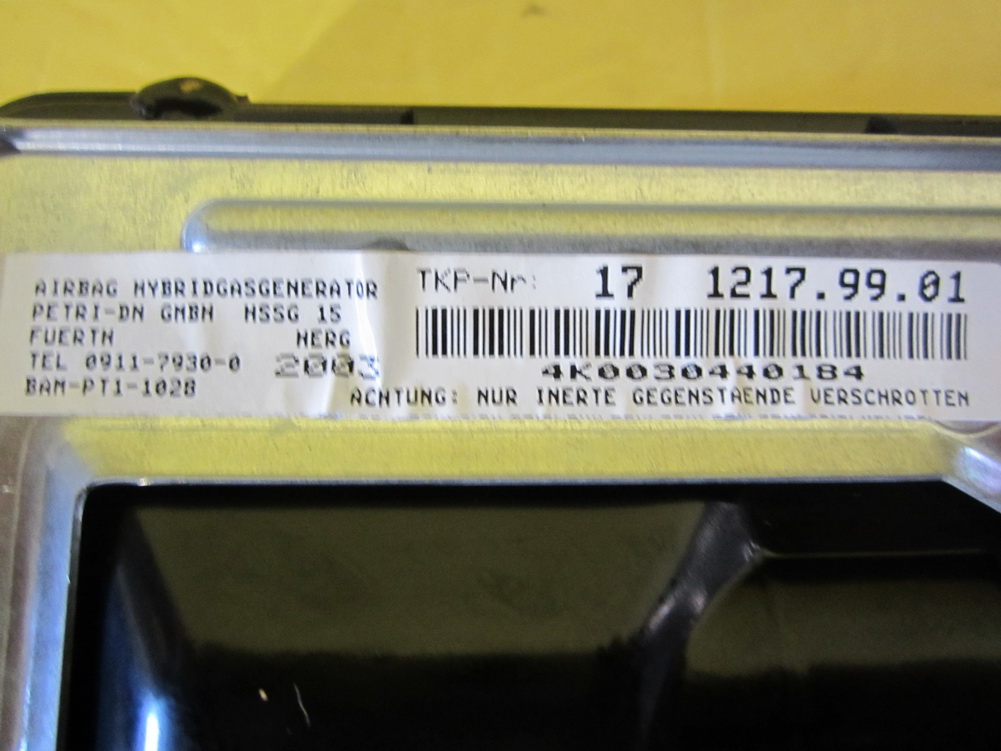 AIRBAG HYBRIDGASGENERATOR
PETRI-DN GMBH HSSG 15
FUERTH HERG
TEL 0911-7930-0 2003
BAM-PT1-1028
TKP-Nr: 17 1217.99.01
4K0030440184
ACHTUNG: NUR INERTE GEGENSTAENDE VERSCHROTTEN